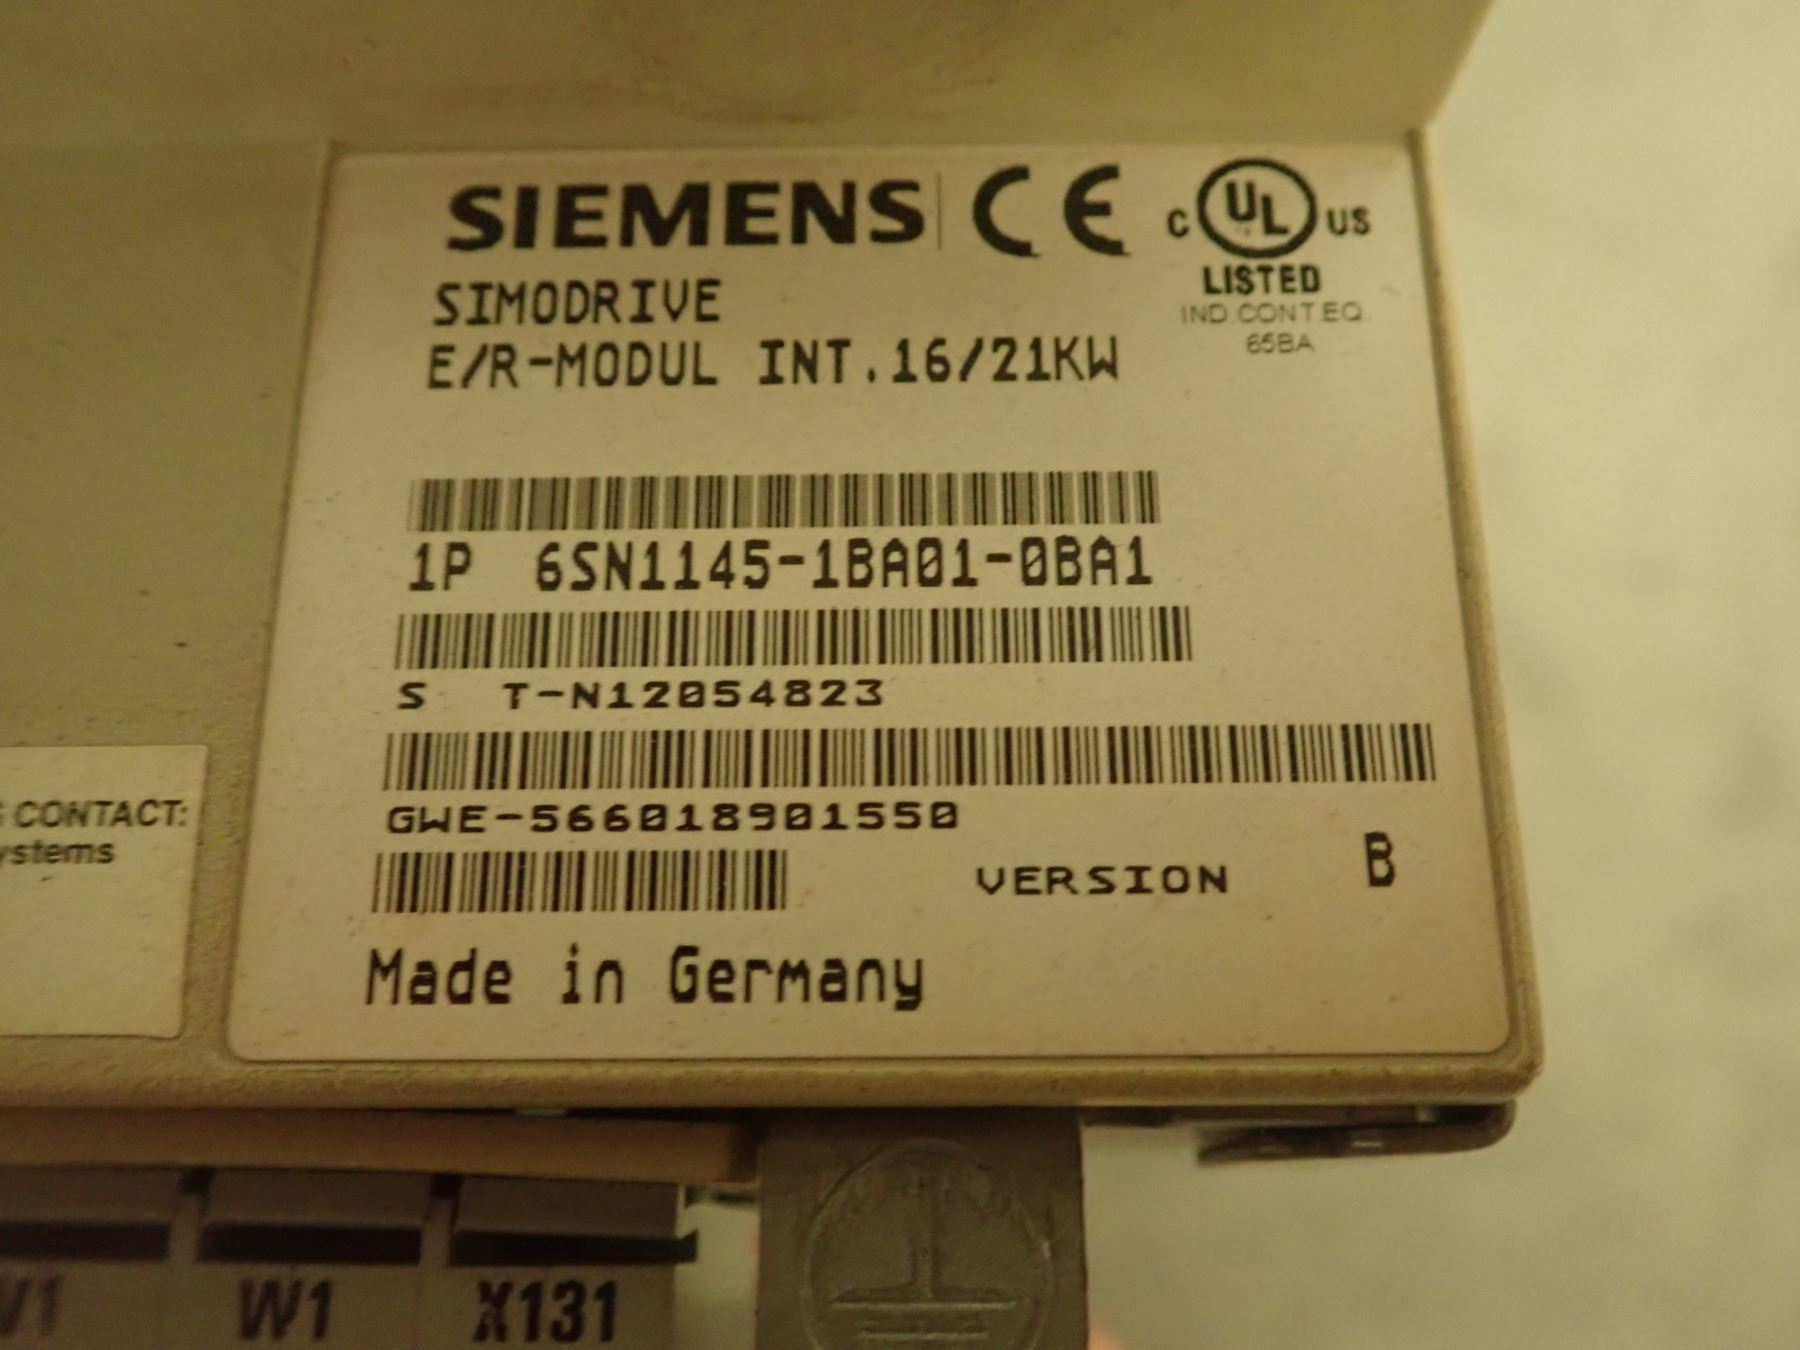 SIEMENS CE C UL US
LISTED
IND.CONT.EQ.
65BA
SIMODRIVE
E/R-MODUL INT.16/21KW
1P 6SN1145-1BA01-0BA1
S T-N12054823
GWE-566018901550
VERSION B
Made in Germany
CONTACT:
W1
X131